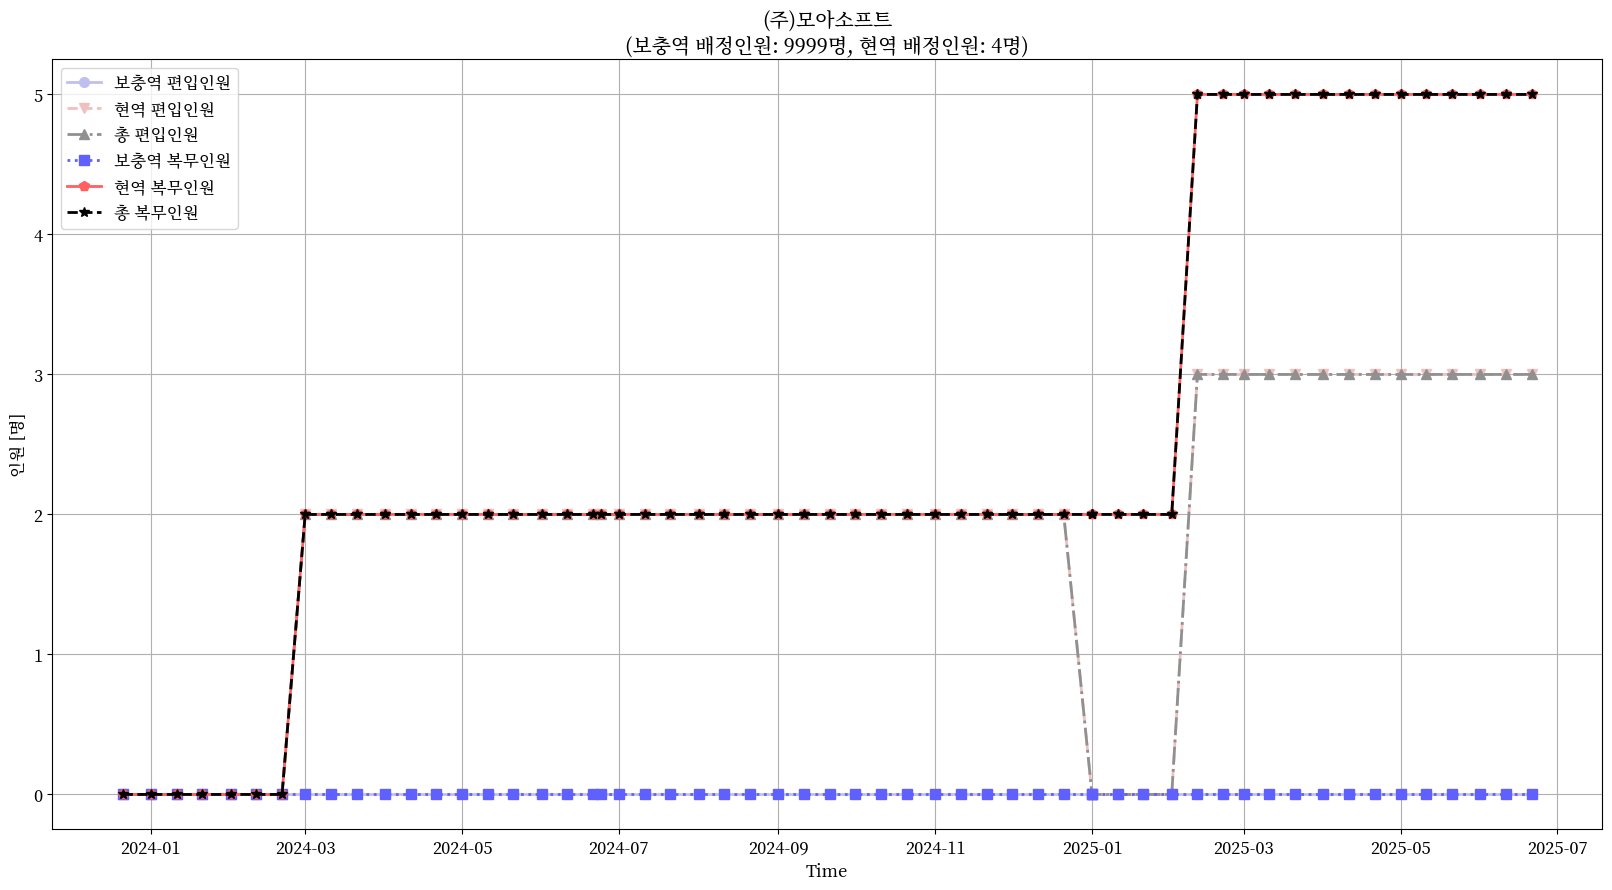 (주)모아소프트
(보충역 배정인원: 9999명, 현역 배정인원: 4명)
보충역 편입인원
현역 편입인원
총 편입인원
보충역 복무인원
현역 복무인원
총 복무인원
인원 [명]
5
4
3
2
1
0
2024-01 2024-03 2024-05 2024-07 2024-09 2024-11 2025-01 2025-03 2025-05 2025-07
Time